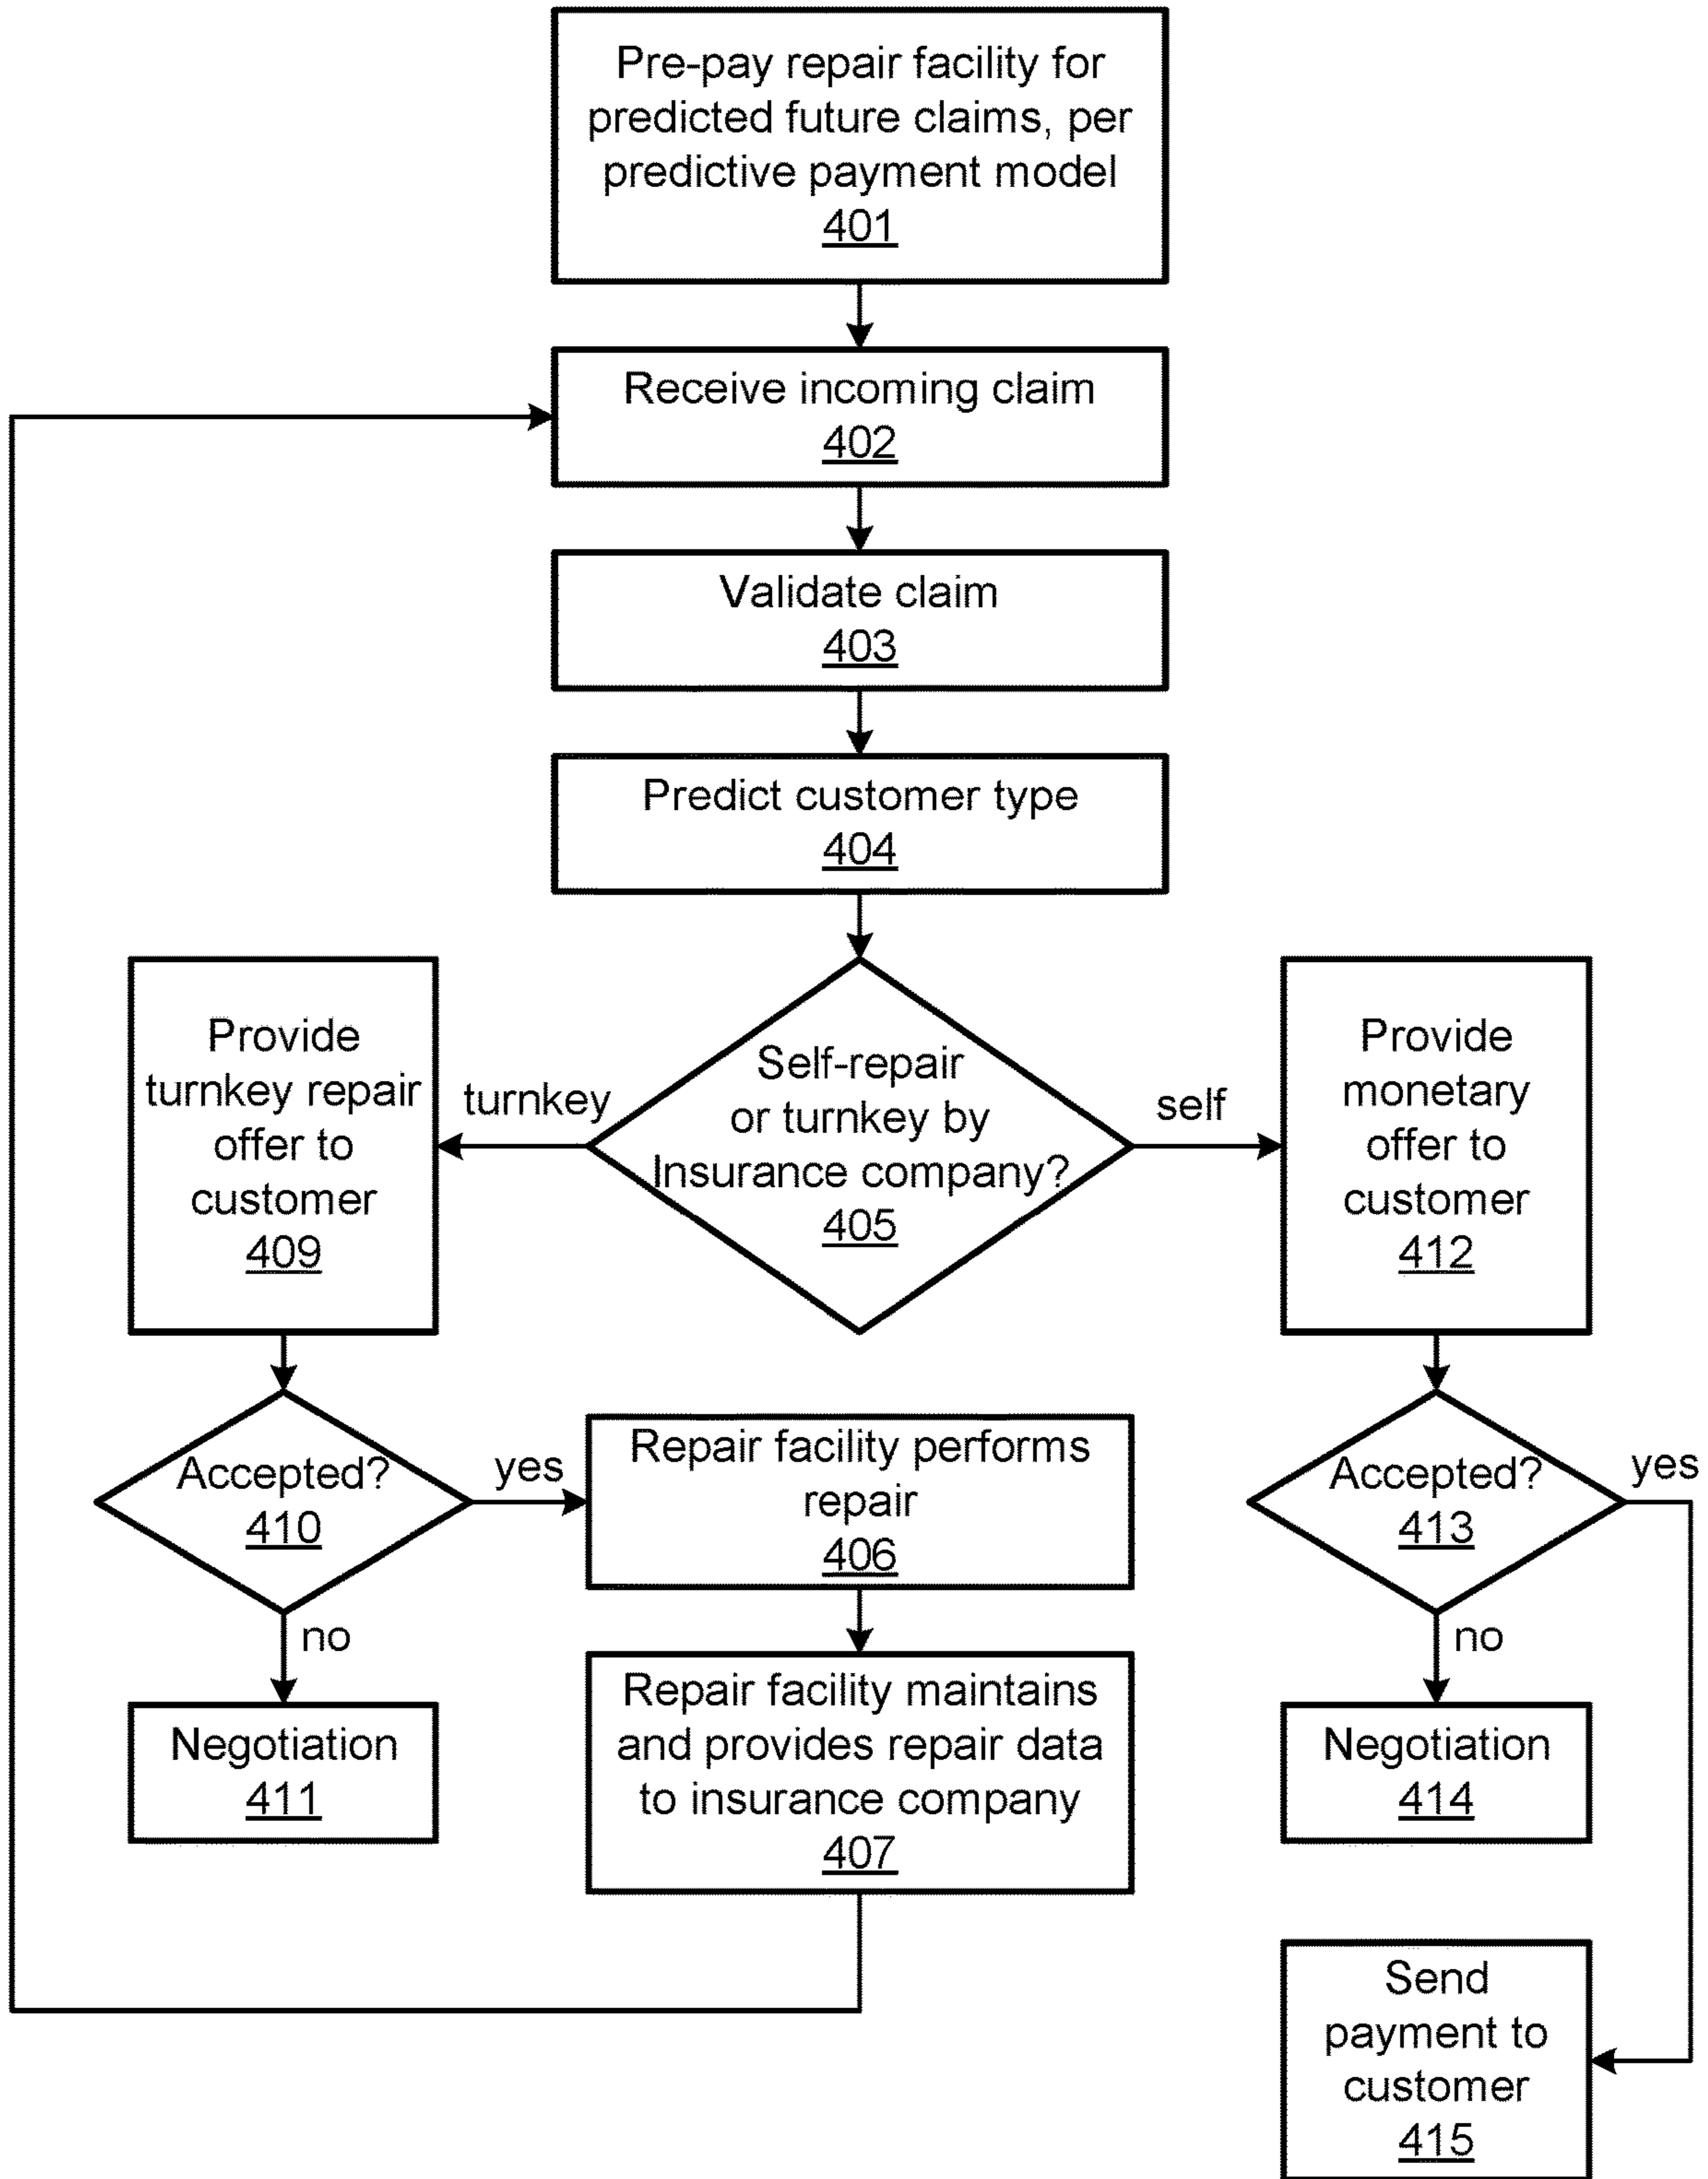 Pre-pay repair facility for
predicted future claims, per
predictive payment model
401
Receive incoming claim
402
Validate claim
403
Predict customer type
404
Provide
turnkey repair
offer to
customer
409
turnkey
Self-repair
or turnkey by
Insurance company?
405
self
Provide
monetary
offer to
customer
412
Accepted?
410
yes
no
Negotiation
411
Repair facility performs
repair
406
Repair facility maintains
and provides repair data
to insurance company
407
Accepted?
413
yes
no
Negotiation
414
Send
payment to
customer
415